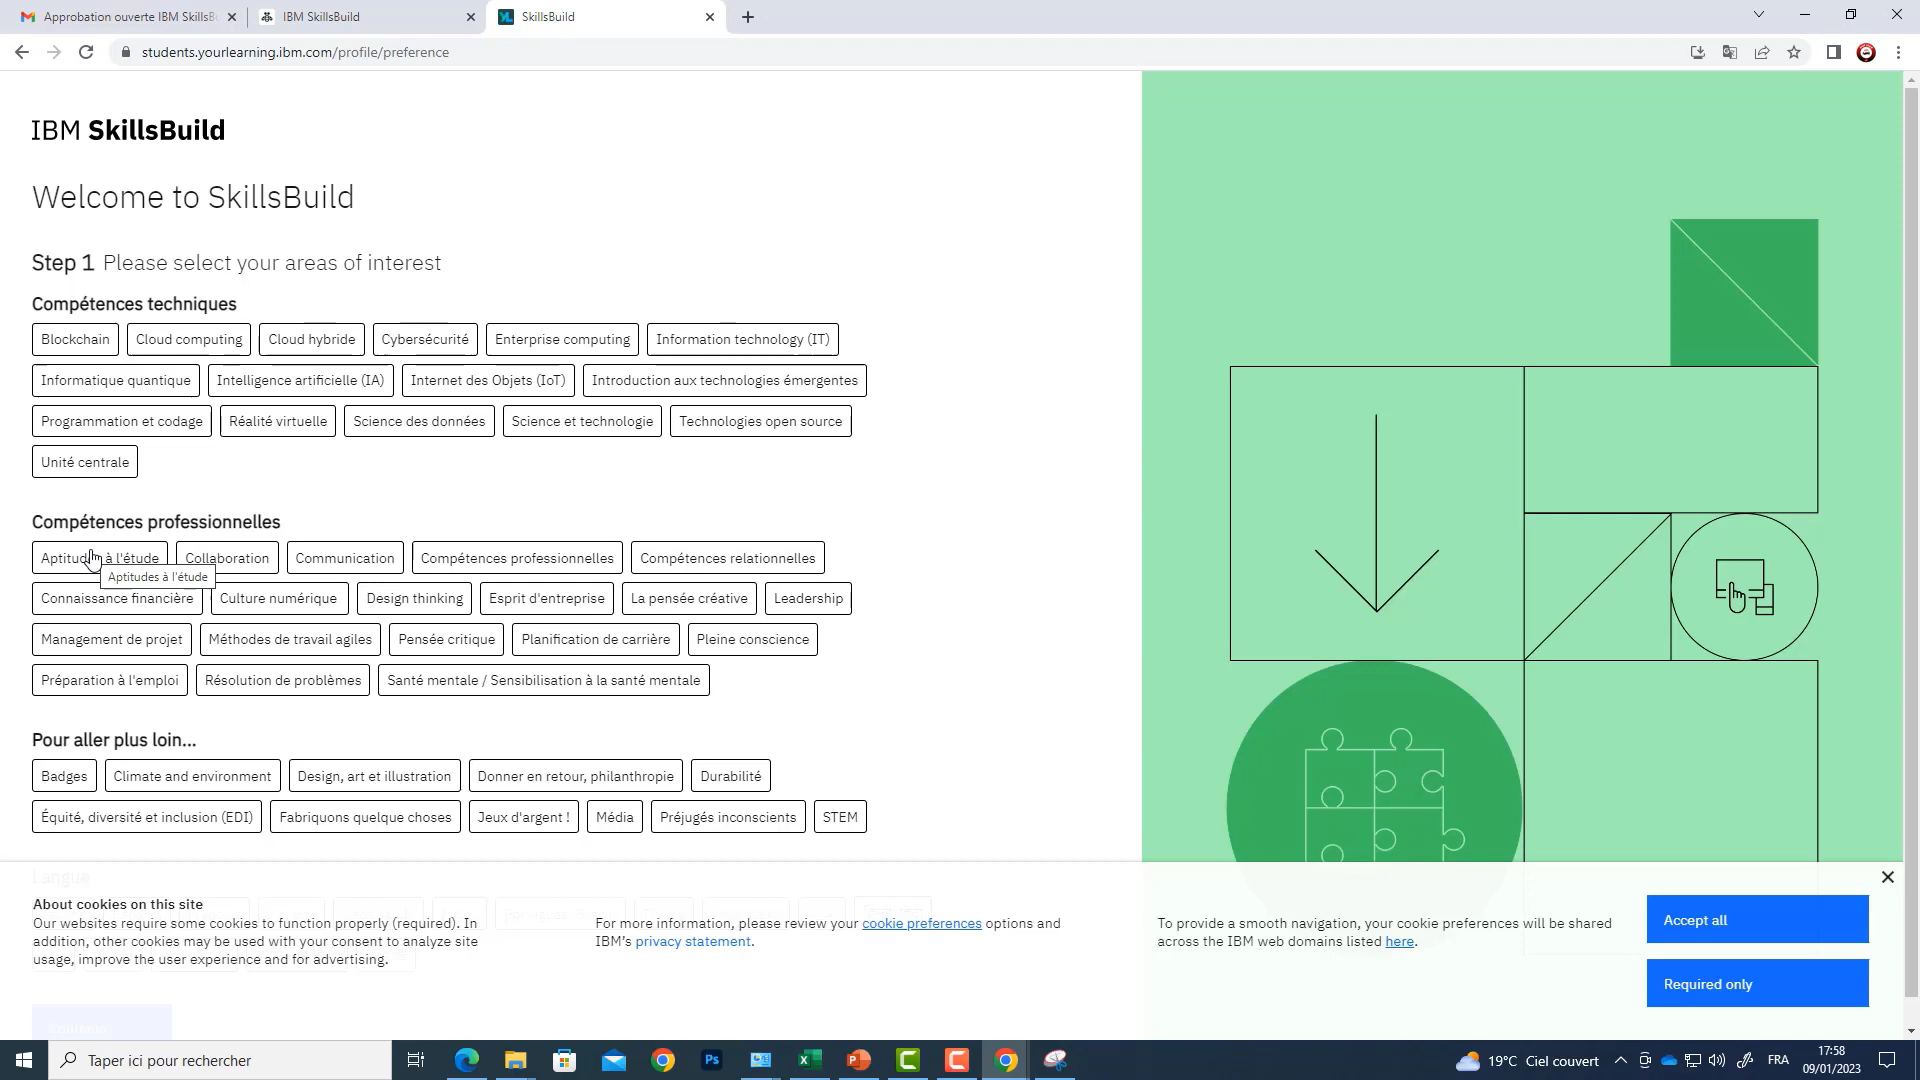 Approbation ouverte IBM SkillsB
IBM SkillsBuild
SkillsBuild
students.yourlearning.ibm.com/profile/preference
IBM SkillsBuild
Welcome to SkillsBuild
Step 1 Please select your areas of interest
Compétences techniques
Blockchain Cloud computing Cloud hybride Cybersécurité Enterprise computing Information technology (IT)
Informatique quantique Intelligence artificielle (IA) Internet des Objets (IoT) Introduction aux technologies émergentes
Programmation et codage Réalité virtuelle Science des données Science et technologie Technologies open source
Unité centrale
Compétences professionnelles
Aptitudes à l'étude Collaboration Communication Compétences professionnelles Compétences relationnelles
Aptitudes à l'étude
Connaissance financière Culture numérique Design thinking Esprit d'entreprise La pensée créative Leadership
Management de projet Méthodes de travail agiles Pensée critique Planification de carrière Pleine conscience
Préparation à l'emploi Résolution de problèmes Santé mentale / Sensibilisation à la santé mentale
Pour aller plus loin...
Badges Climate and environment Design, art et illustration Donner en retour, philanthropie Durabilité
Équité, diversité et inclusion (EDI) Fabriquons quelque choses Jeux d'argent ! Média Préjugés inconscients STEM
Langue
About cookies on this site
Our websites require some cookies to function properly (required). In
addition, other cookies may be used with your consent to analyze site
usage, improve the user experience and for advertising.
For more information, please review your cookie preferences options and
IBM's privacy statement.
To provide a smooth navigation, your cookie preferences will be shared
across the IBM web domains listed here.
Accept all
Required only
Taper ici pour rechercher
19°C Ciel couvert
FRA
17:58
09/01/2023